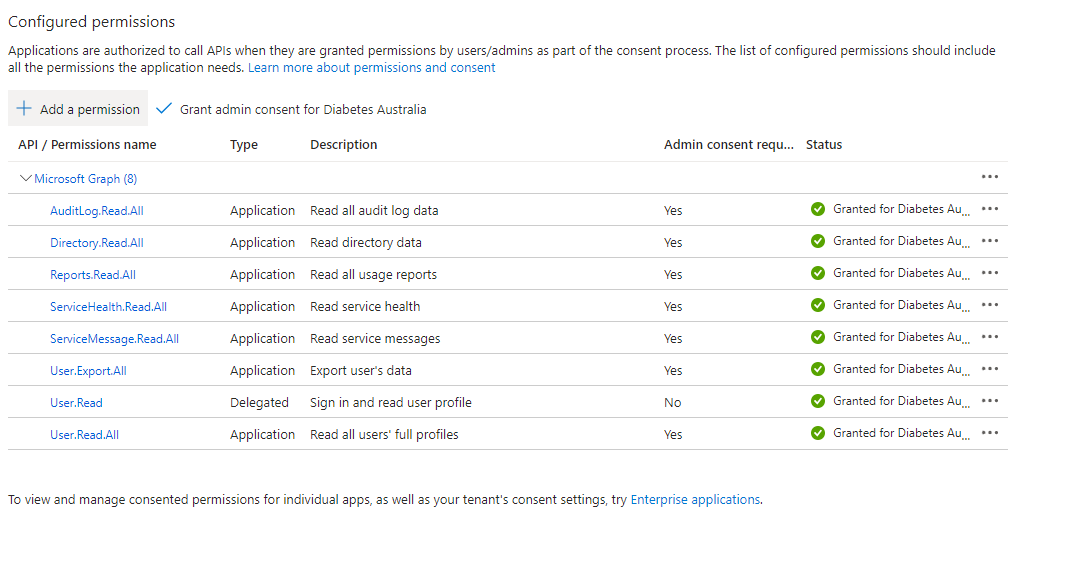 Configured permissions
Applications are authorized to call APIs when they are granted permissions by users/admins as part of the consent process. The list of configured permissions should include
all the permissions the application needs. Learn more about permissions and consent
Add a permission Grant admin consent for Diabetes Australia
API / Permissions name Type Description Admin consent requ... Status
Microsoft Graph (8) •••
AuditLog.Read.All Application Read all audit log data Yes Granted for Diabetes Au... •••
Directory.Read.All Application Read directory data Yes Granted for Diabetes Au... •••
Reports.Read.All Application Read all usage reports Yes Granted for Diabetes Au... •••
ServiceHealth.Read.All Application Read service health Yes Granted for Diabetes Au... •••
ServiceMessage.Read.All Application Read service messages Yes Granted for Diabetes Au... •••
User.Export.All Application Export user's data Yes Granted for Diabetes Au... •••
User.Read Delegated Sign in and read user profile No Granted for Diabetes Au... •••
User.Read.All Application Read all users' full profiles Yes Granted for Diabetes Au... •••
To view and manage consented permissions for individual apps, as well as your tenant's consent settings, try Enterprise applications.